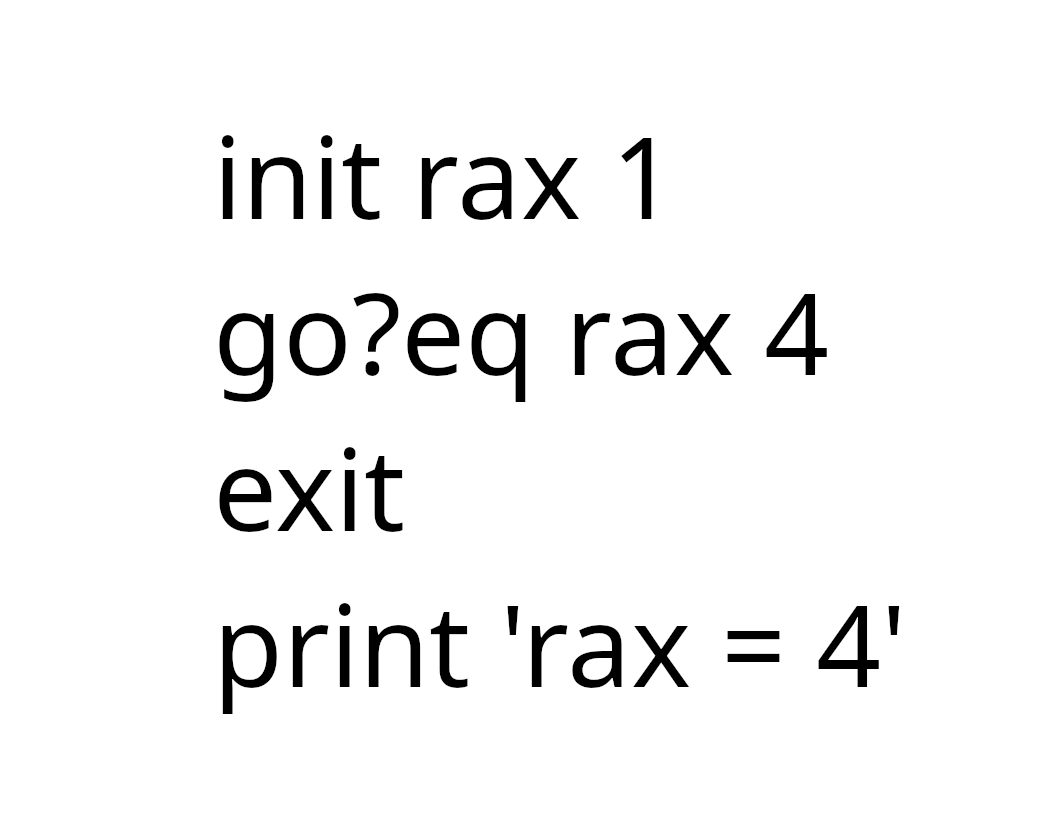 init rax 1
go?eq rax 4
exit
print 'rax = 4'